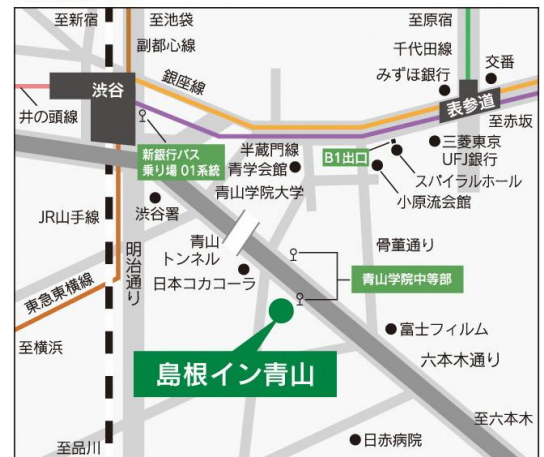 至新宿
至池袋
副都心線
至原宿
千代田線
みずほ銀行
交番
銀座線
渋谷
表参道
井の頭線
至赤坂
新銀行バス
乗り場 01系統
半蔵門線
青学会館
青山学院大学
B1出口
三菱東京
UFJ銀行
スパイラルホール
小原流会館
渋谷署
JR山手線
明治通り
青山
トンネル
骨董通り
日本コカコーラ
青山学院中等部
東急東横線
至横浜
富士フィルム
島根イン青山
六本木通り
至六本木
至品川
日赤病院